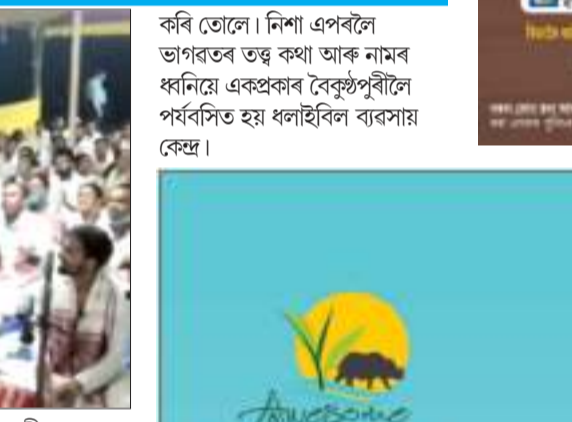 কৰি তোলে। নিশা এপৰলৈ
ভাগৱতৰ তত্ত্ব কথা আৰু নামৰ
ধ্বনিয়ে একপ্ৰকাৰ বৈকুণ্ঠপুৰীলৈ
পৰ্যবসিত হয় ধলাইবিল ব্যৱসায়
কেন্দ্ৰ।
Awesome